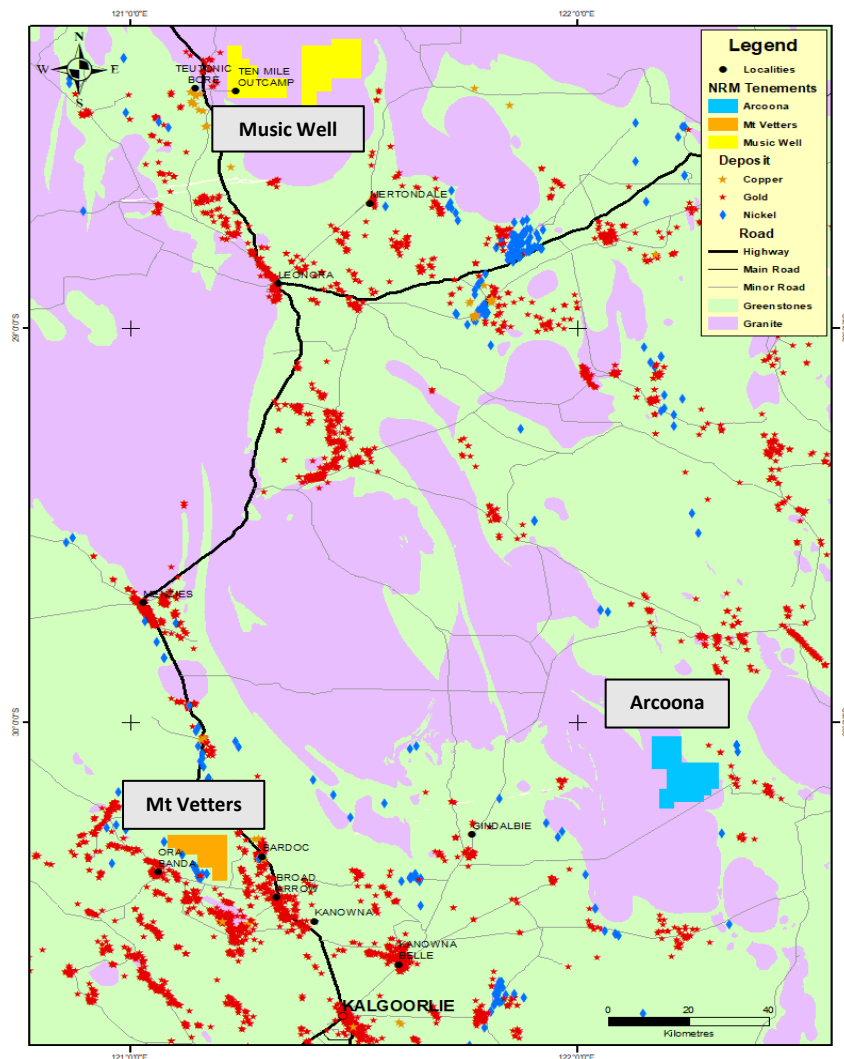 121°0'0"E
122°0'0"E
N
W
E
S
TEUTONIC
BORE
TEN MILE
OUTCAMP
Music Well
MERTONDALE
LEONORA
Legend
Localities
NRM Tenements
Arcoona
Mt Vetters
Music Well
Deposit
Copper
Gold
Nickel
Road
Highway
Main Road
Minor Road
Greenstones
Granite
29°0'0"S
MENZIES
30°0'0"S
Arcoona
Mt Vetters
GINDALBIE
BARDOC
ORA
BANDA
BROAD
ARROW
KANOWNA
KANOWNA
BELLE
KALGOORLIE
0
20
40
Kilometres
121°0'0"E
122°0'0"E